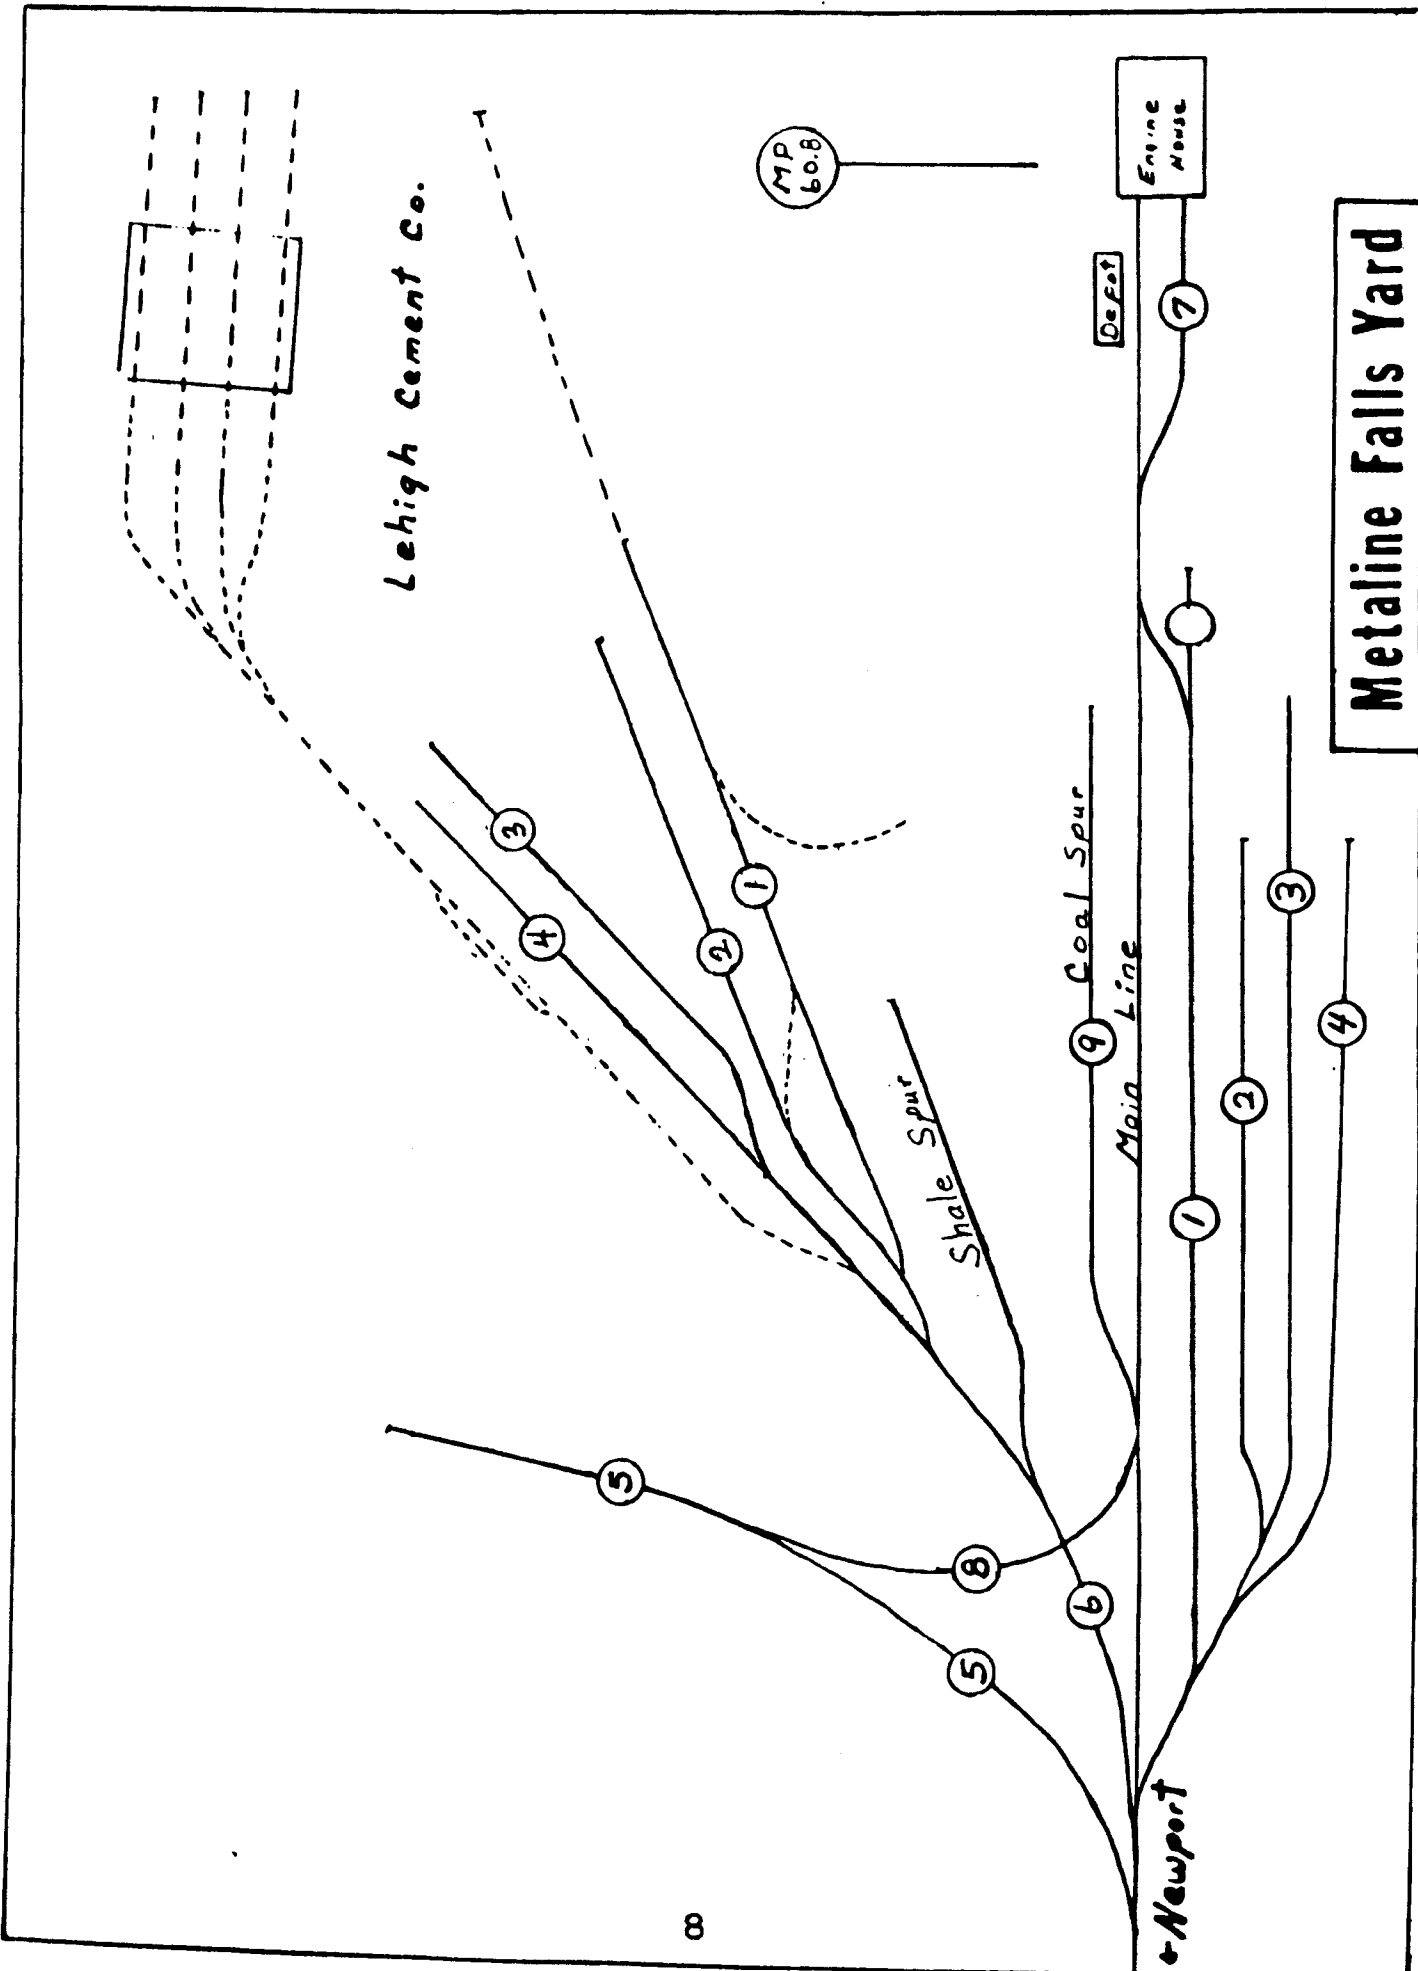 Lehigh Cement Co.
MP
60.8
Engine
House
Depot
7
3
4
2
1
Coal Spur
9
Main Line
Shale Spur
3
2
4
1
5
8
6
5
← Newport
Metaline Falls Yard
8